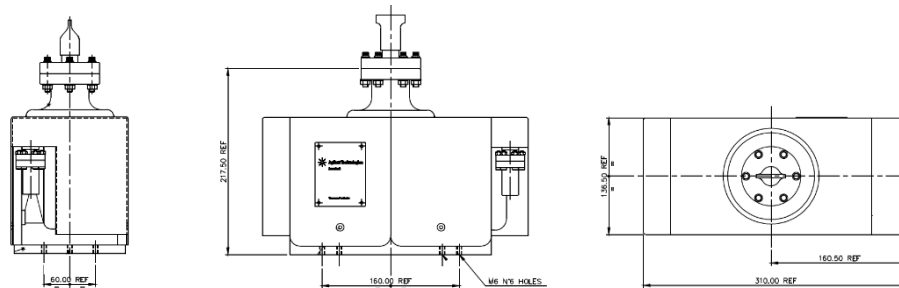 217.50 REF
Agilent Technologies
60.00 REF
160.00 REF
M6 N°6 HOLES
136.50 REF
=
=
160.50 REF
310.00 REF